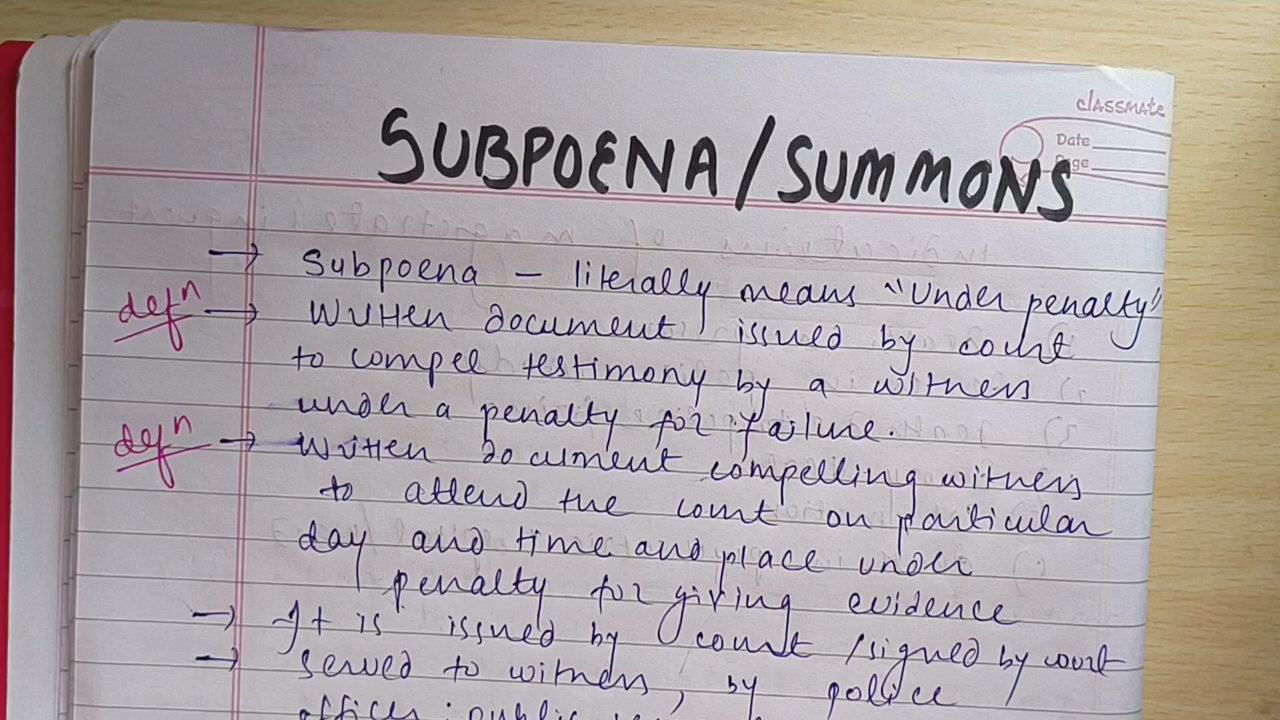 classmate
Date
Page
SUBPOENA/SUMMONS
→ Subpoena – literally means "Under penalty"
defⁿ → Written document issued by court
to compel testimony by a witness
under a penalty for failure.
defⁿ → Written document compelling witness
to attend the court on particular
day and time and place under
penalty for giving evidence
→ It is issued by court /signed by court
→ served to witness, by police
officer; public